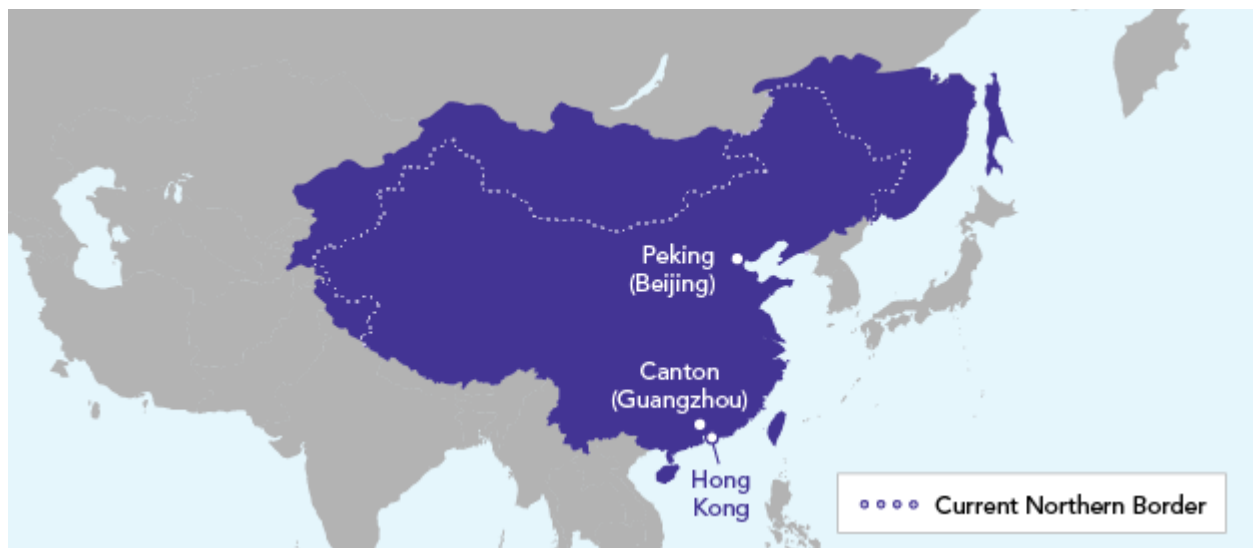 Peking
(Beijing)
Canton
(Guangzhou)
Hong
Kong
Current Northern Border